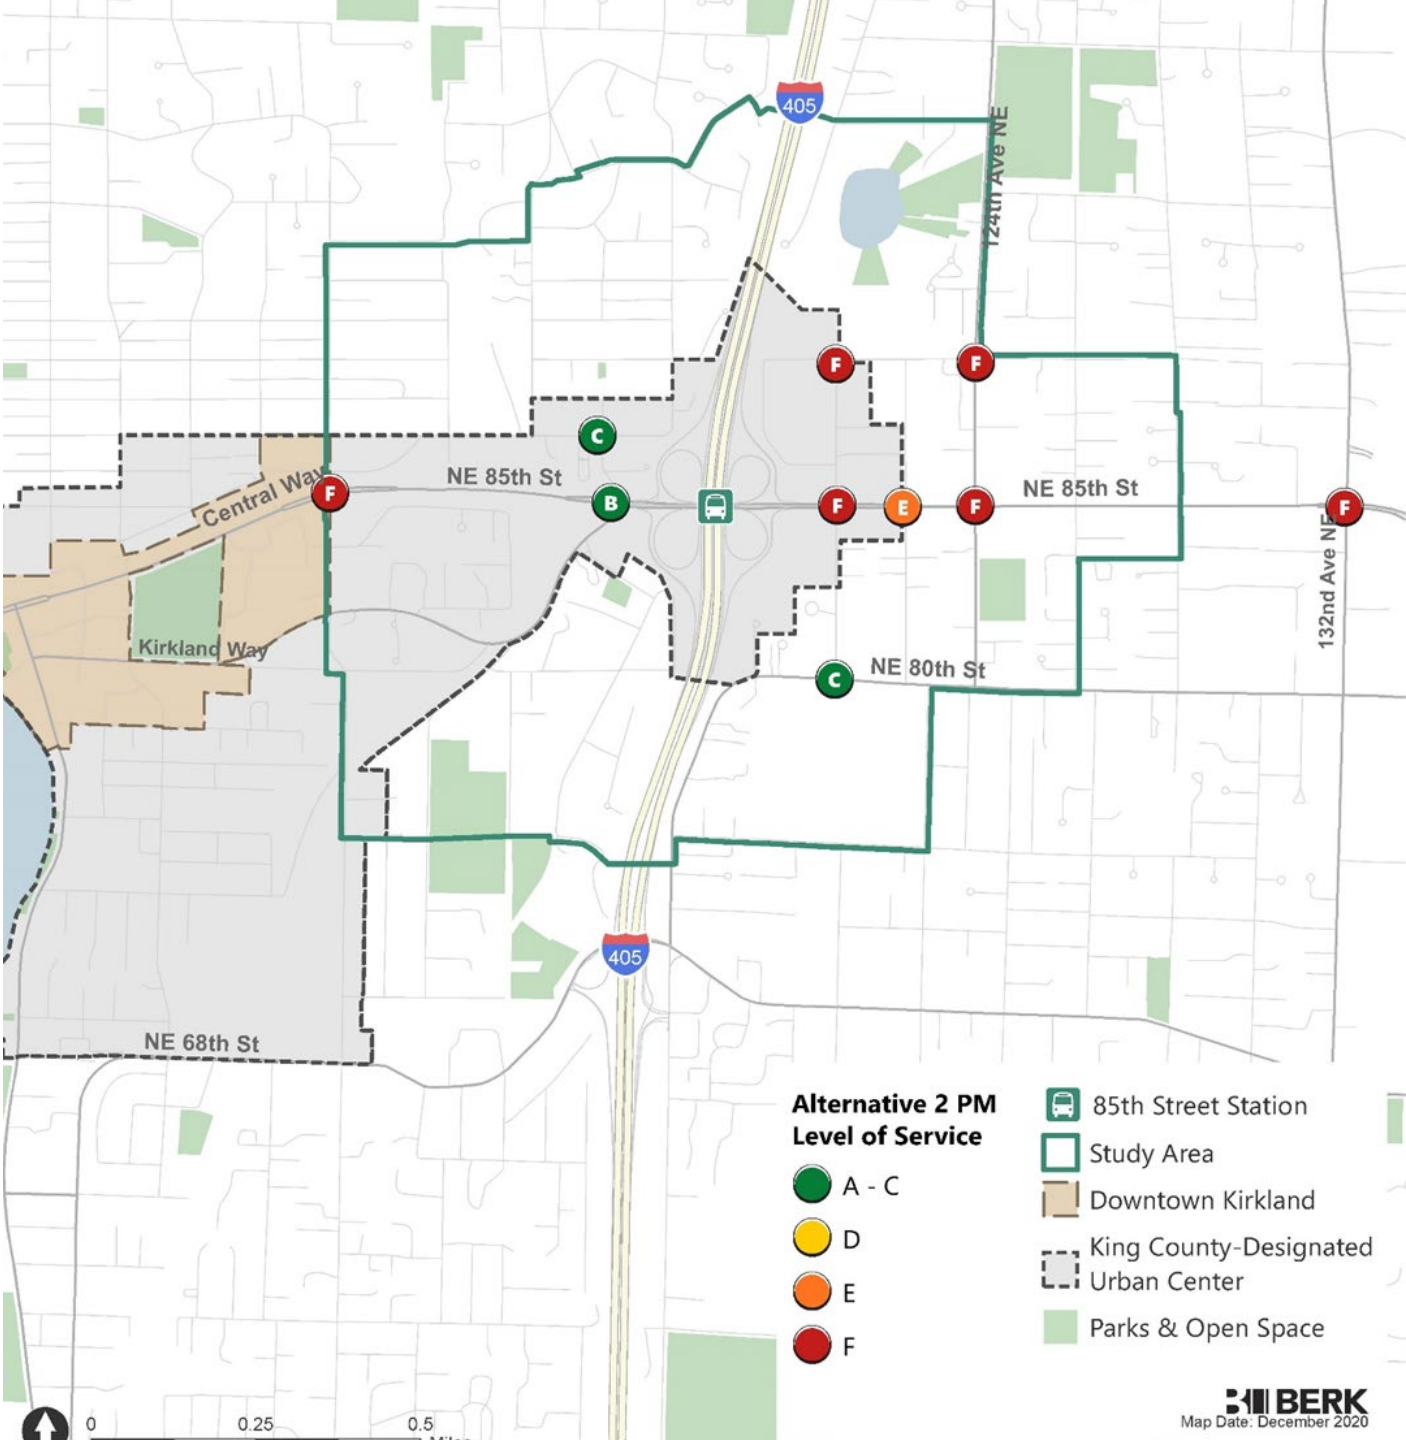 405
124th Ave NE
F
F
C
NE 85th St
Central Way
F
B
F
E
F
NE 85th St
F
132nd Ave NE
Kirkland Way
C
NE 80th St
405
NE 68th St
Alternative 2 PM
Level of Service
A - C
D
E
F
85th Street Station
Study Area
Downtown Kirkland
King County-Designated
Urban Center
Parks & Open Space
BERK
Map Date: December 2020
0 0.25 0.5
Miles